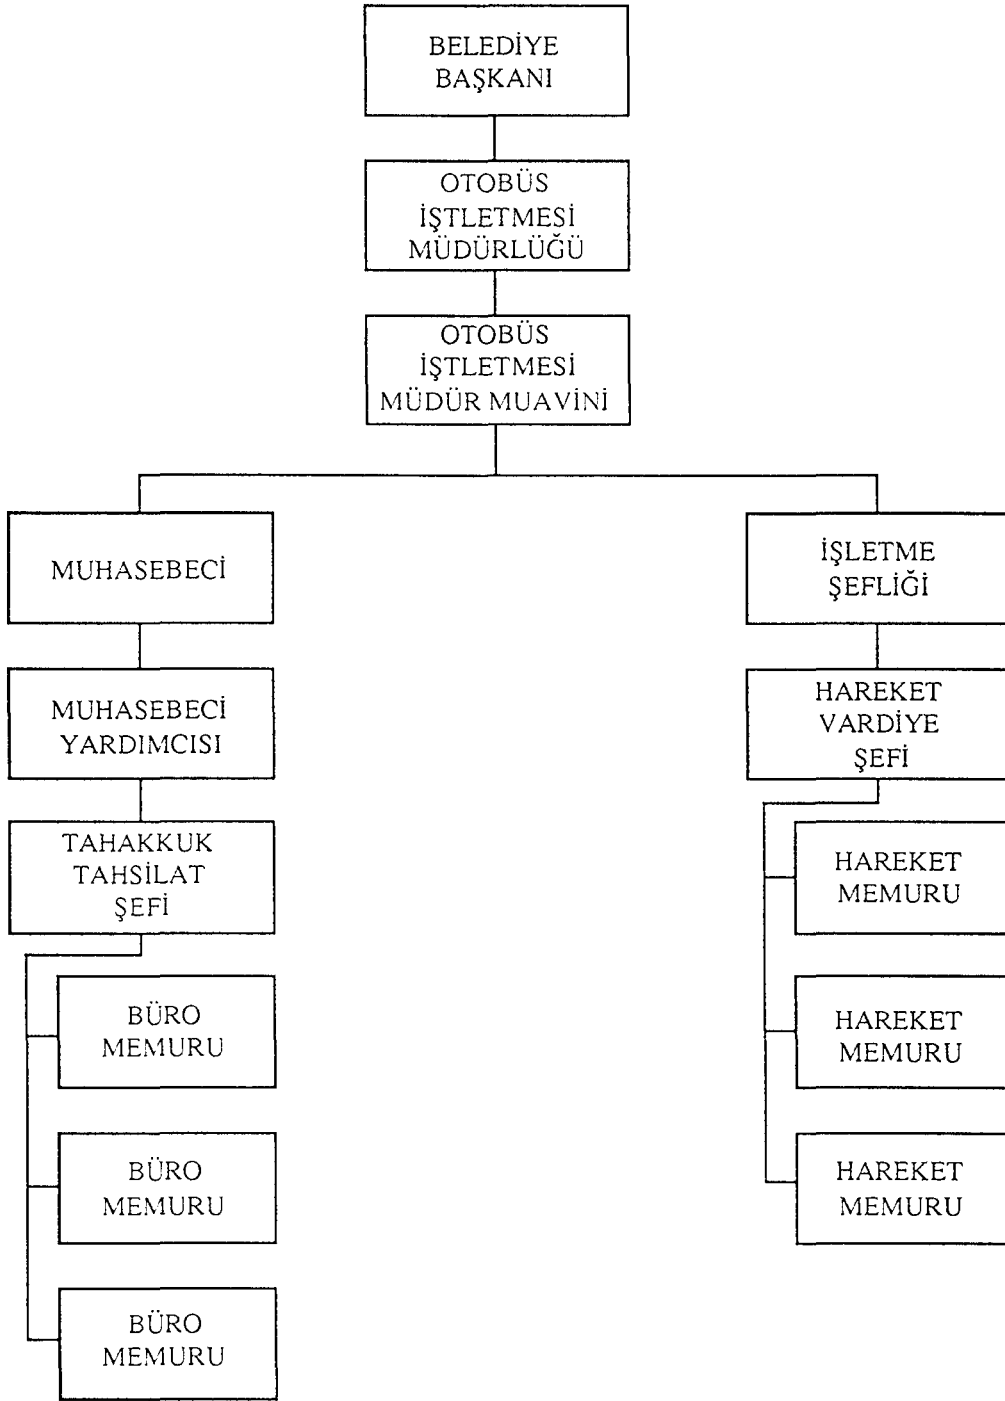 BELEDİYE
BAŞKANI
OTOBÜS
İŞTLETMESİ
MÜDÜRLÜĞÜ
OTOBÜS
İŞTLETMESİ
MÜDÜR MUAVİNİ
MUHASEBECİ
MUHASEBECİ
YARDIMCISI
TAHAKKUK
TAHSİLAT
ŞEFİ
BÜRO
MEMURU
BÜRO
MEMURU
BÜRO
MEMURU
İŞLETME
ŞEFLİĞİ
HAREKET
VARDİYE
ŞEFİ
HAREKET
MEMURU
HAREKET
MEMURU
HAREKET
MEMURU